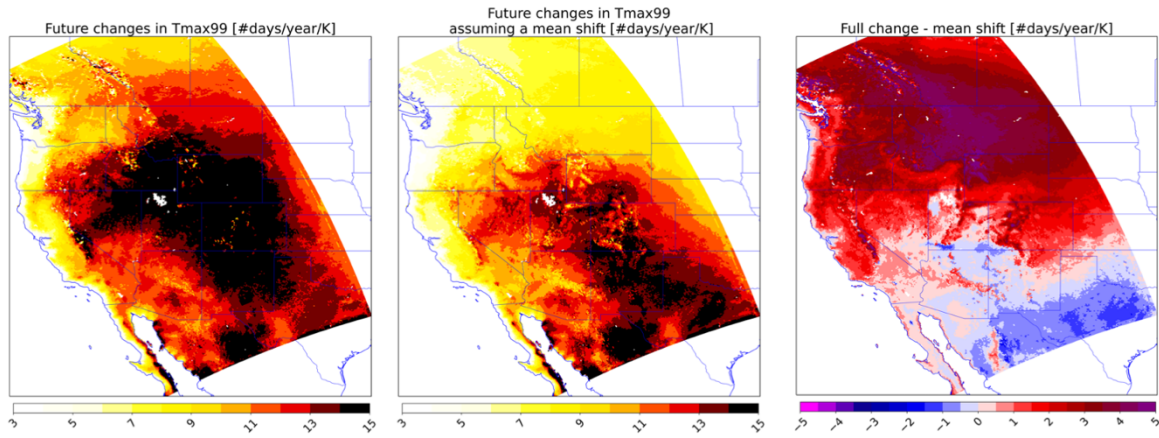 Future changes in Tmax99 [#days/year/K]
Future changes in Tmax99
assuming a mean shift [#days/year/K]
Full change - mean shift [#days/year/K]
3 5 7 9 11 13 15
3 5 7 9 11 13 15
-5 -4 -3 -2 -1 0 1 2 3 4 5